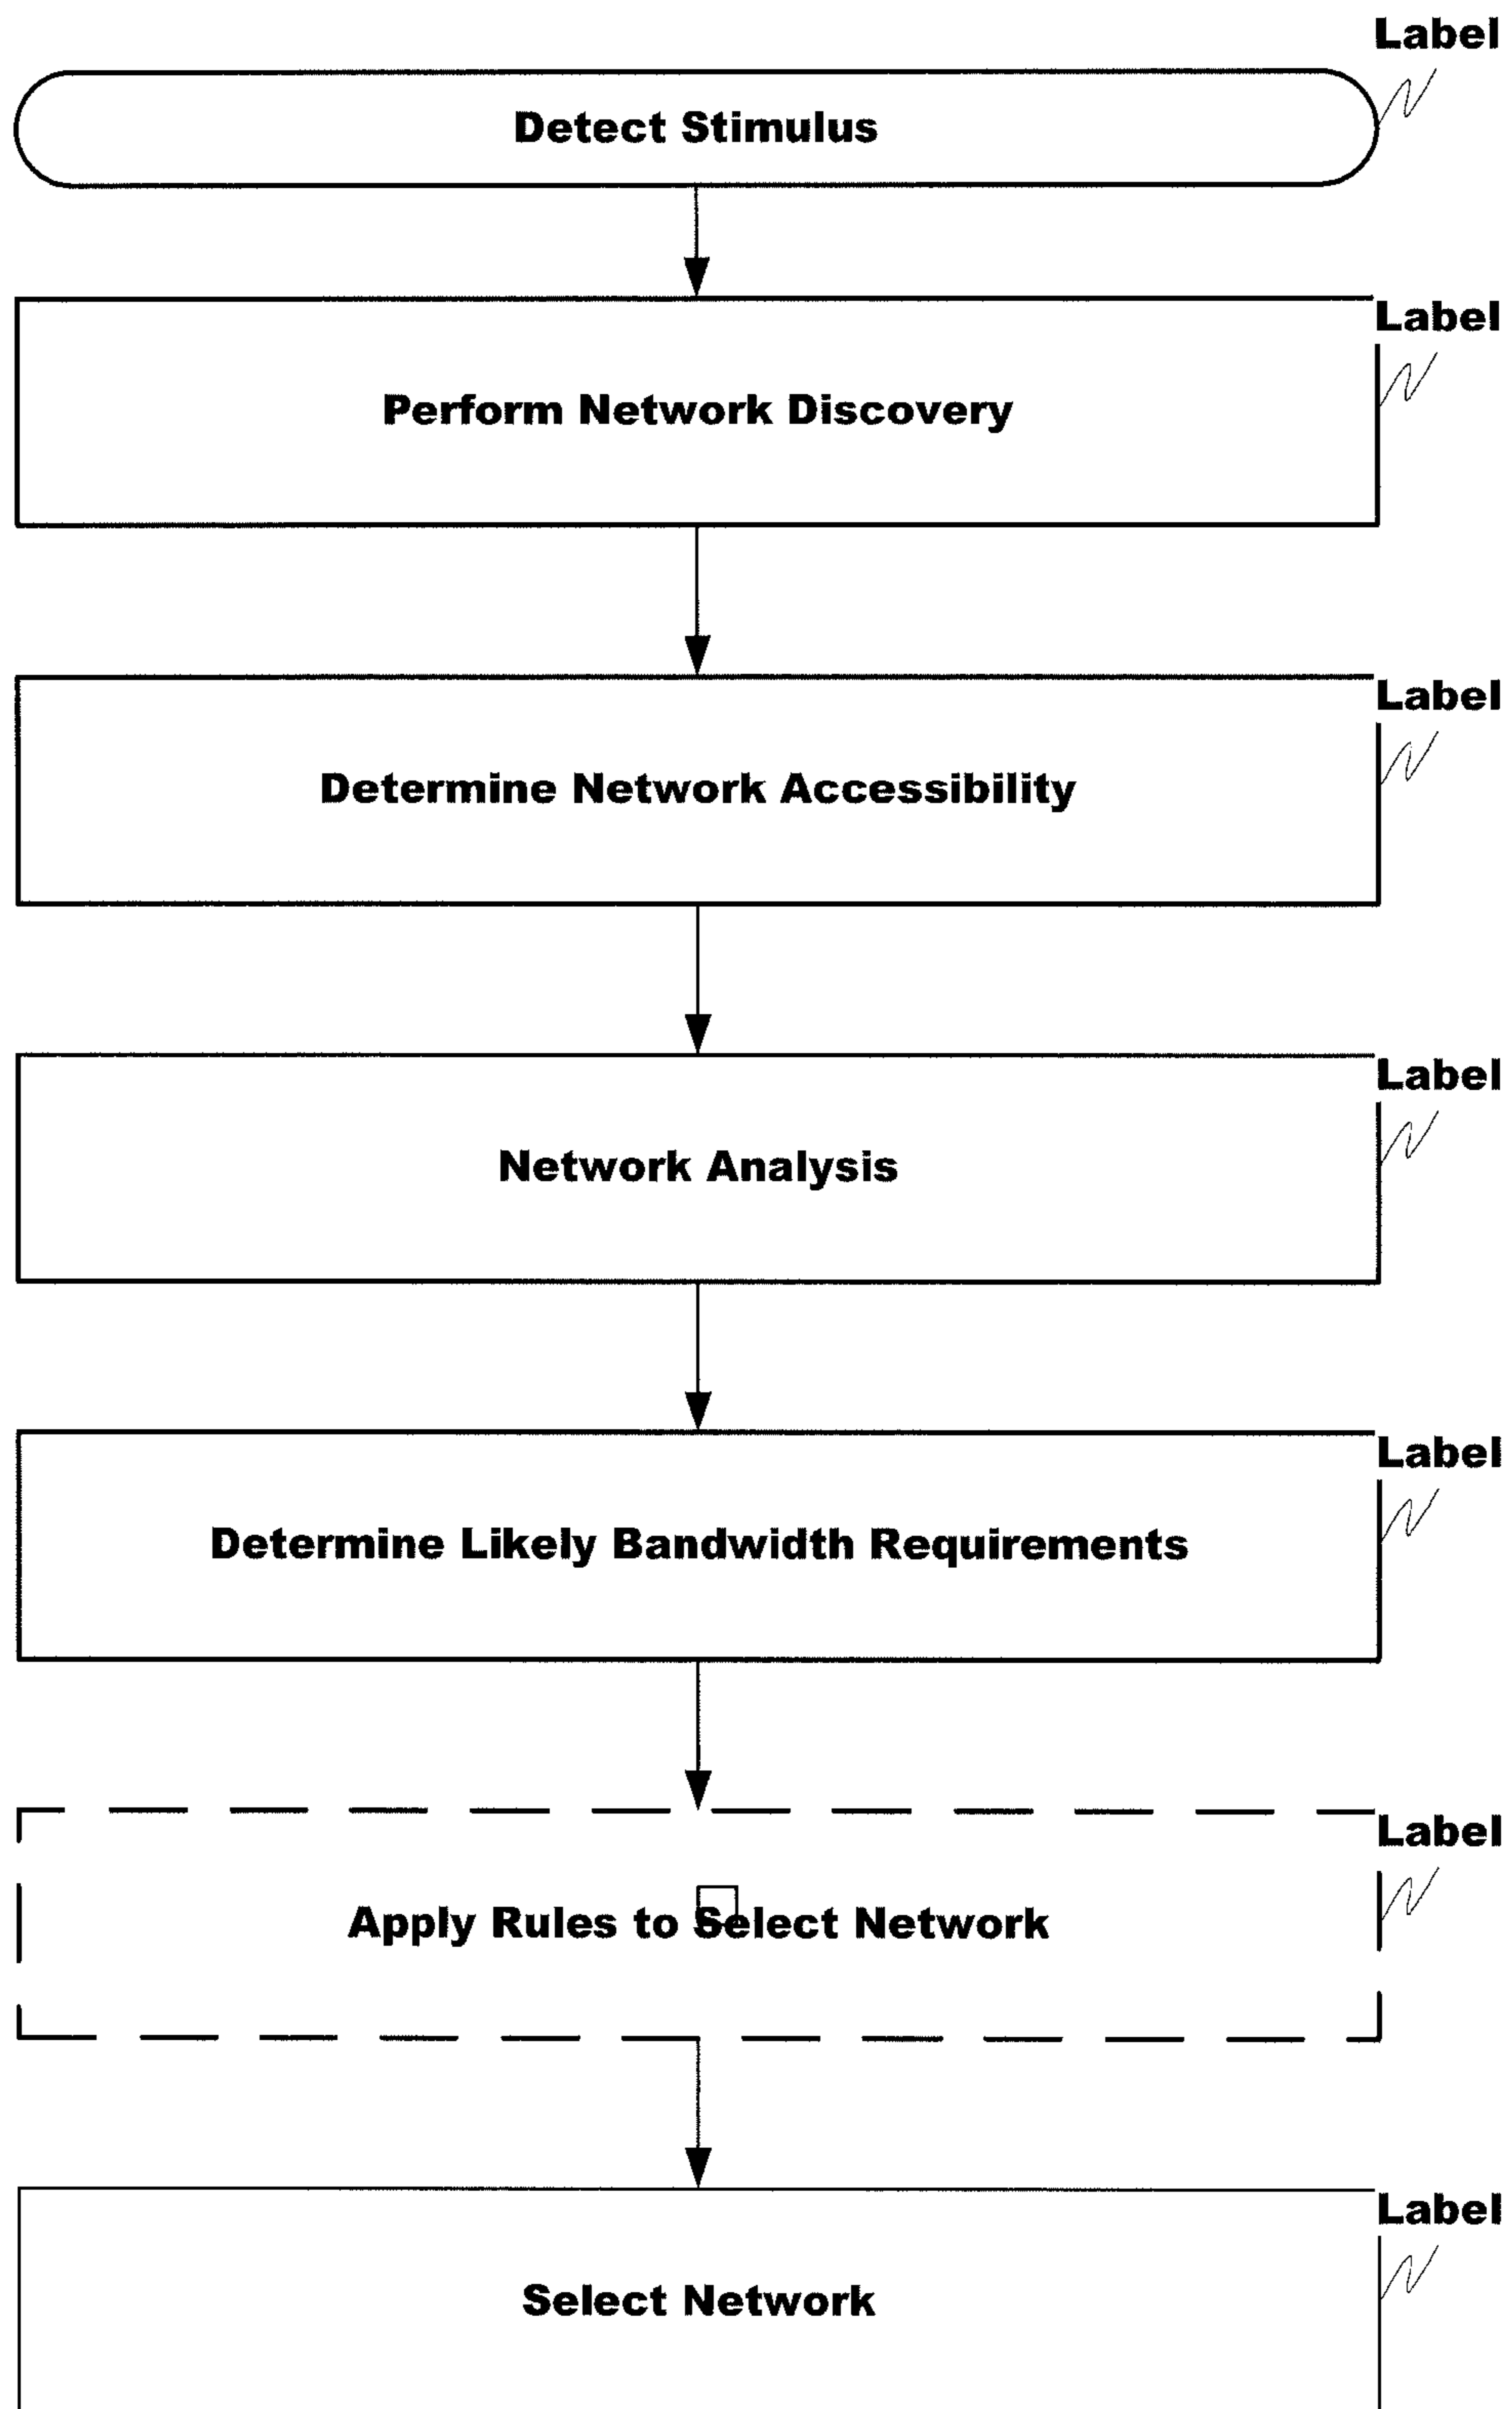 Label
Detect Stimulus
Label
Perform Network Discovery
Label
Determine Network Accessibility
Label
Network Analysis
Label
Determine Likely Bandwidth Requirements
Label
Apply Rules to Select Network
Label
Select Network